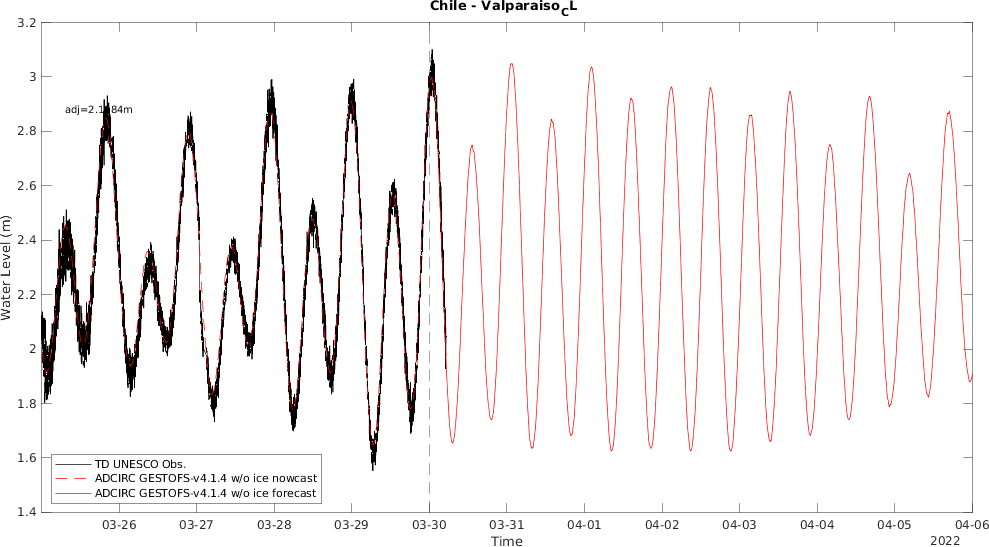 Chile - Valparaiso_CL
adj=2.1 84m
Water Level (m)
3.2
3
2.8
2.6
2.4
2.2
2
1.8
1.6
1.4
TD UNESCO Obs.
ADCIRC GESTOFS-v4.1.4 w/o ice nowcast
ADCIRC GESTOFS-v4.1.4 w/o ice forecast
03-26 03-27 03-28 03-29 03-30 03-31 04-01 04-02 04-03 04-04 04-05 04-06
Time
2022